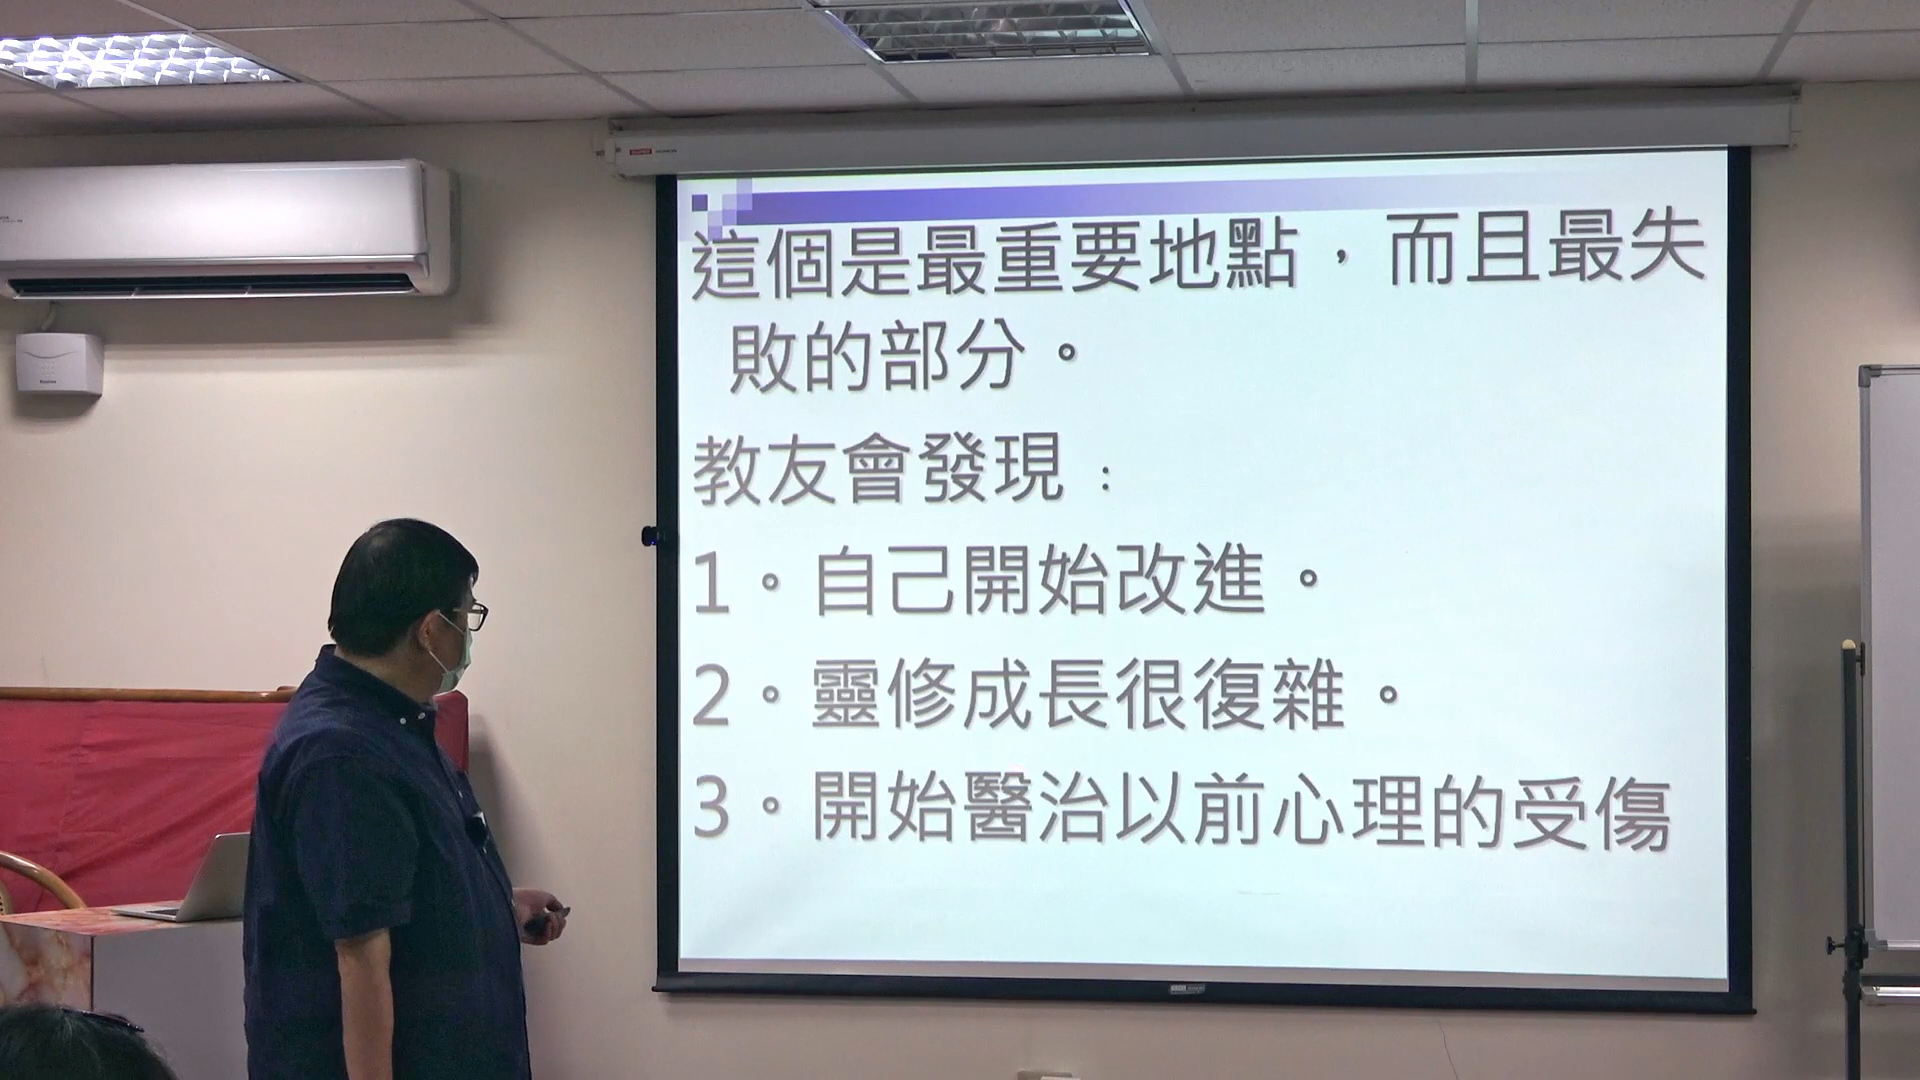 這個是最重要地點，而且最失
敗的部分。
教友會發現：
1。自己開始改進。
2。靈修成長很復雜。
3。開始醫治以前心理的受傷